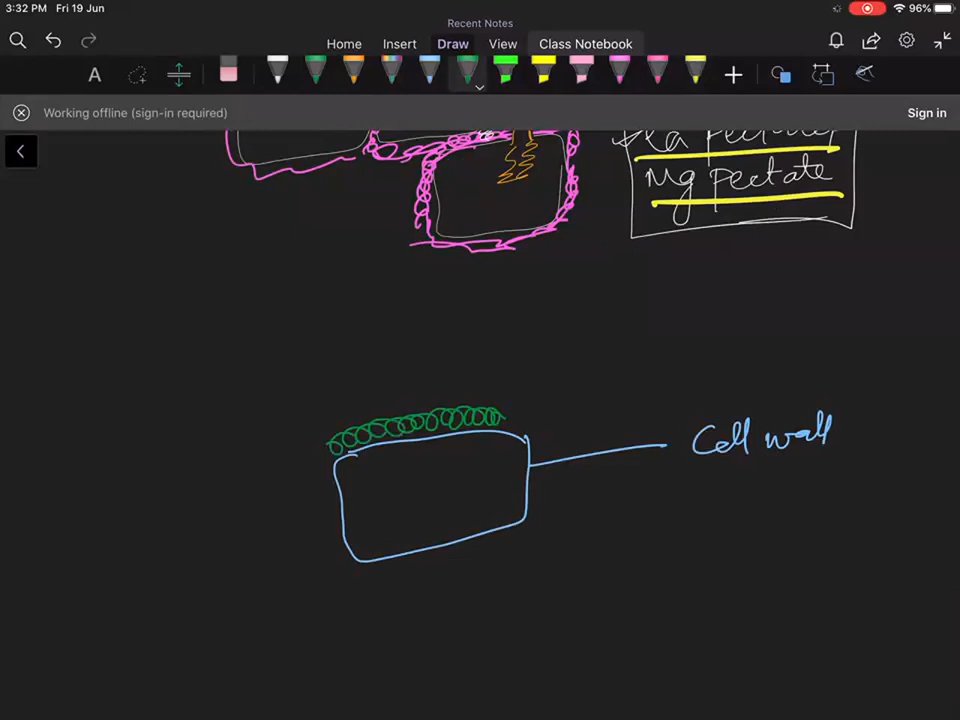 3:32 PM Fri 19 Jun
96%
Recent Notes
Home Insert Draw View Class Notebook
A
Working offline (sign-in required)
Sign in
Mg pectate
Cell wall